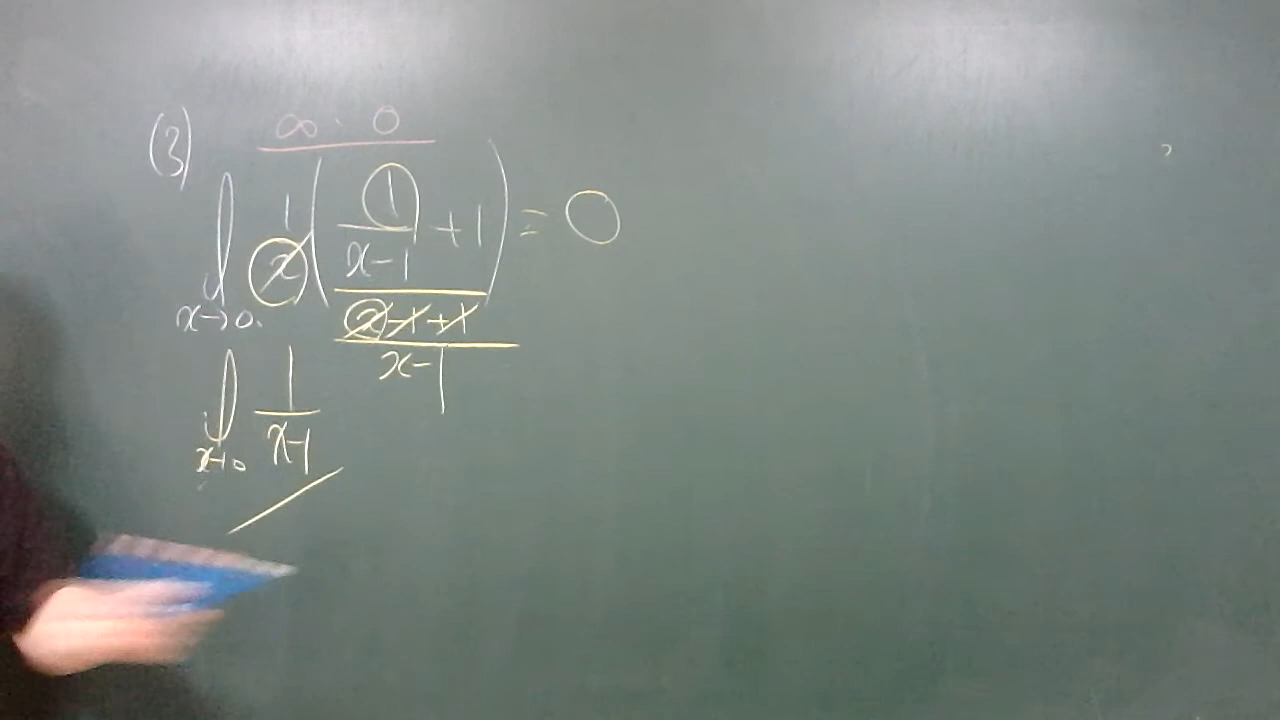 (3) ∞ · 0
lim x→0 1/x (1/(x-1) + 1) = 0
(x-1+1)/(x-1)
lim x→0 1/(x-1)